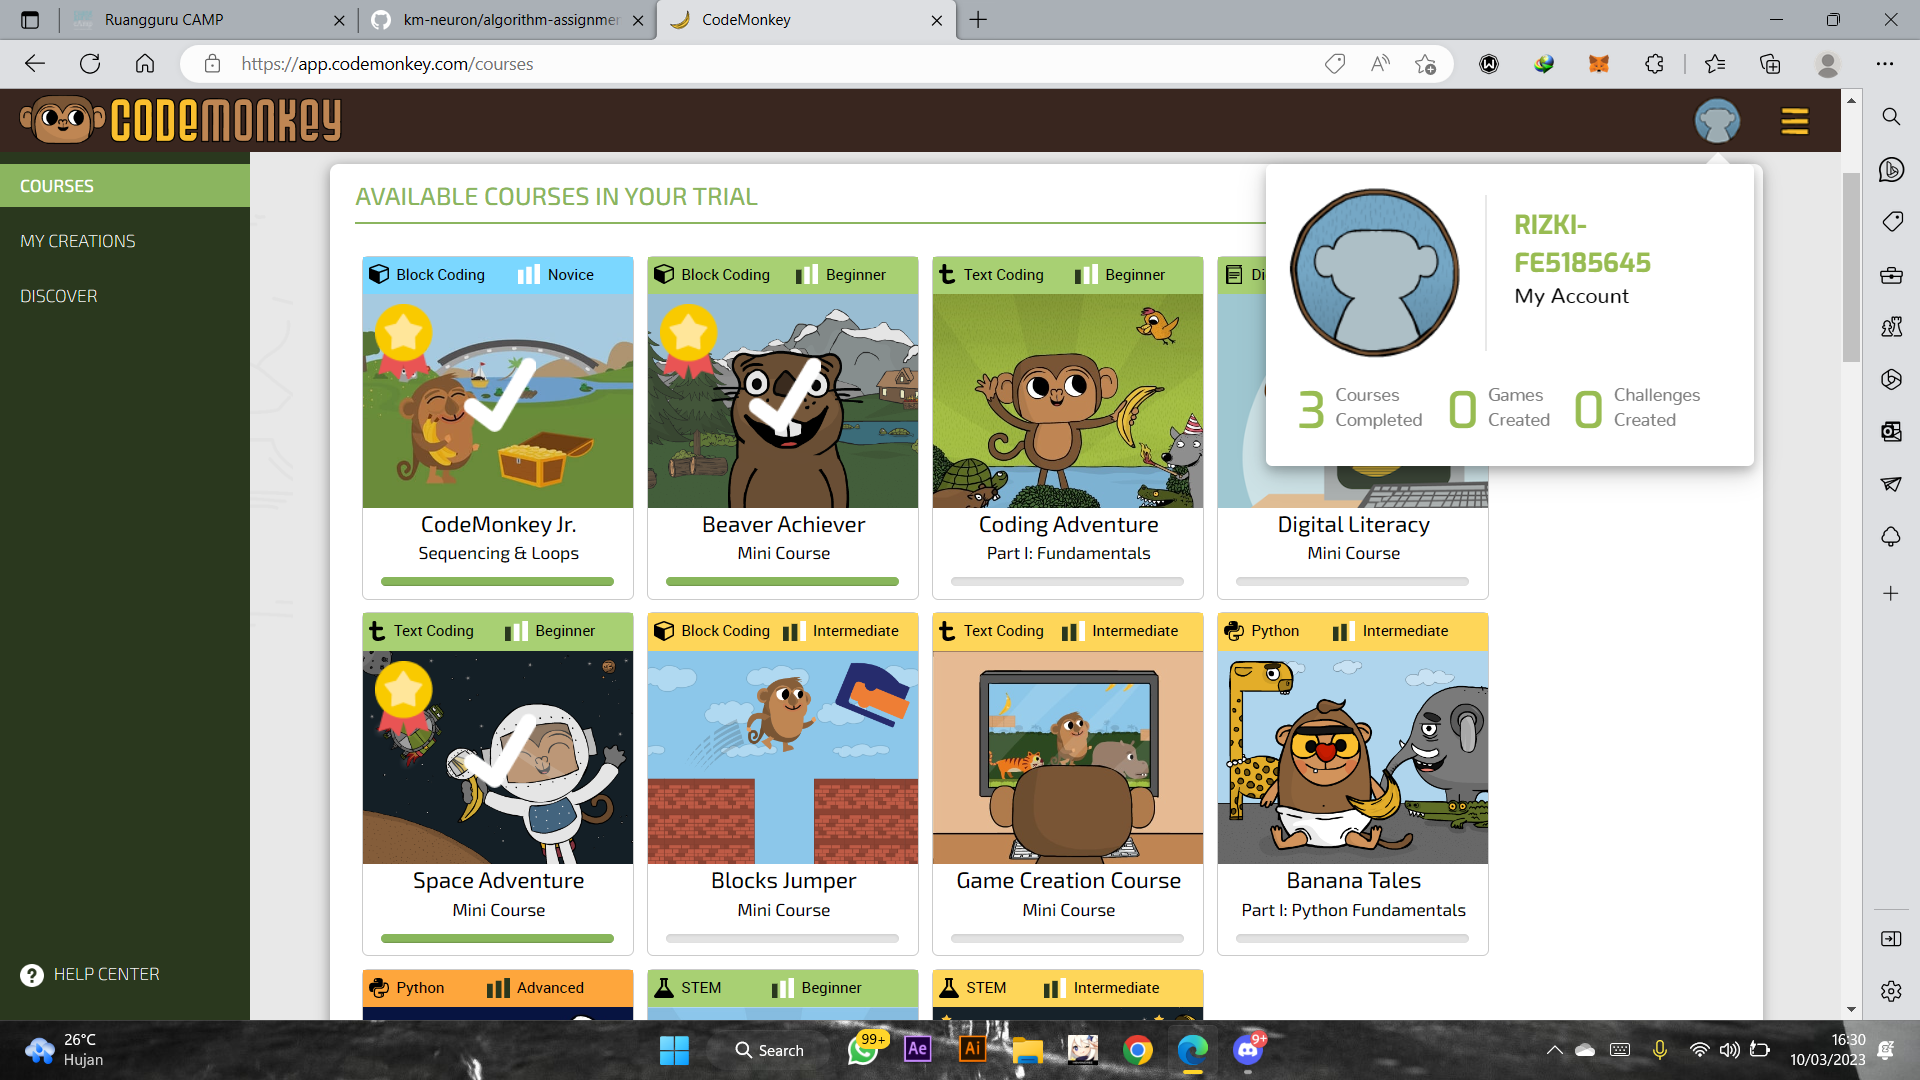 Ruangguru CAMP
km-neuron/algorithm-assignmen
CodeMonkey
https://app.codemonkey.com/courses
CODEMONKEY
COURSES
MY CREATIONS
DISCOVER
HELP CENTER
AVAILABLE COURSES IN YOUR TRIAL
RIZKI-
FE5185645
My Account
3 Courses Completed
0 Games Created
0 Challenges Created
Block Coding Novice
CodeMonkey Jr.
Sequencing & Loops
Block Coding Beginner
Beaver Achiever
Mini Course
Text Coding Beginner
Coding Adventure
Part I: Fundamentals
Di
Digital Literacy
Mini Course
Text Coding Beginner
Space Adventure
Mini Course
Block Coding Intermediate
Blocks Jumper
Mini Course
Text Coding Intermediate
Game Creation Course
Mini Course
Python Intermediate
Banana Tales
Part I: Python Fundamentals
Python Advanced
STEM Beginner
STEM Intermediate
26°C
Hujan
Search
99+
Ae
Ai
9+
16:30
10/03/2023